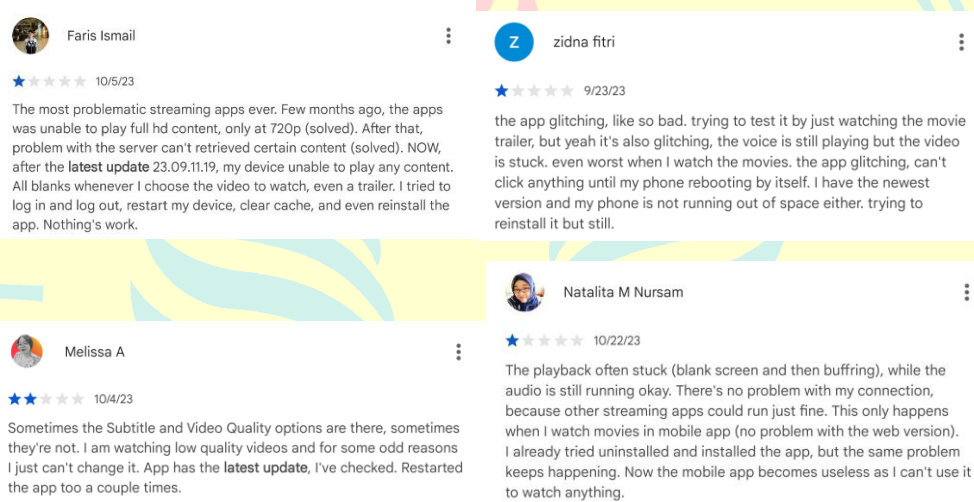 Faris Ismail
10/5/23
The most problematic streaming apps ever. Few months ago, the apps
was unable to play full hd content, only at 720p (solved). After that,
problem with the server can't retrieved certain content (solved). NOW,
after the latest update 23.09.11.19, my device unable to play any content.
All blanks whenever I choose the video to watch, even a trailer. I tried to
log in and log out, restart my device, clear cache, and even reinstall the
app. Nothing's work.
Z
zidna fitri
9/23/23
the app glitching, like so bad. trying to test it by just watching the movie
trailer, but yeah it's also glitching, the voice is still playing but the video
is stuck. even worst when I watch the movies. the app glitching, can't
click anything until my phone rebooting by itself. I have the newest
version and my phone is not running out of space either. trying to
reinstall it but still.
Melissa A
10/4/23
Sometimes the Subtitle and Video Quality options are there, sometimes
they're not. I am watching low quality videos and for some odd reasons
I just can't change it. App has the latest update, I've checked. Restarted
the app too a couple times.
Natalita M Nursam
10/22/23
The playback often stuck (blank screen and then buffring), while the
audio is still running okay. There's no problem with my connection,
because other streaming apps could run just fine. This only happens
when I watch movies in mobile app (no problem with the web version).
I already tried uninstalled and installed the app, but the same problem
keeps happening. Now the mobile app becomes useless as I can't use it
to watch anything.